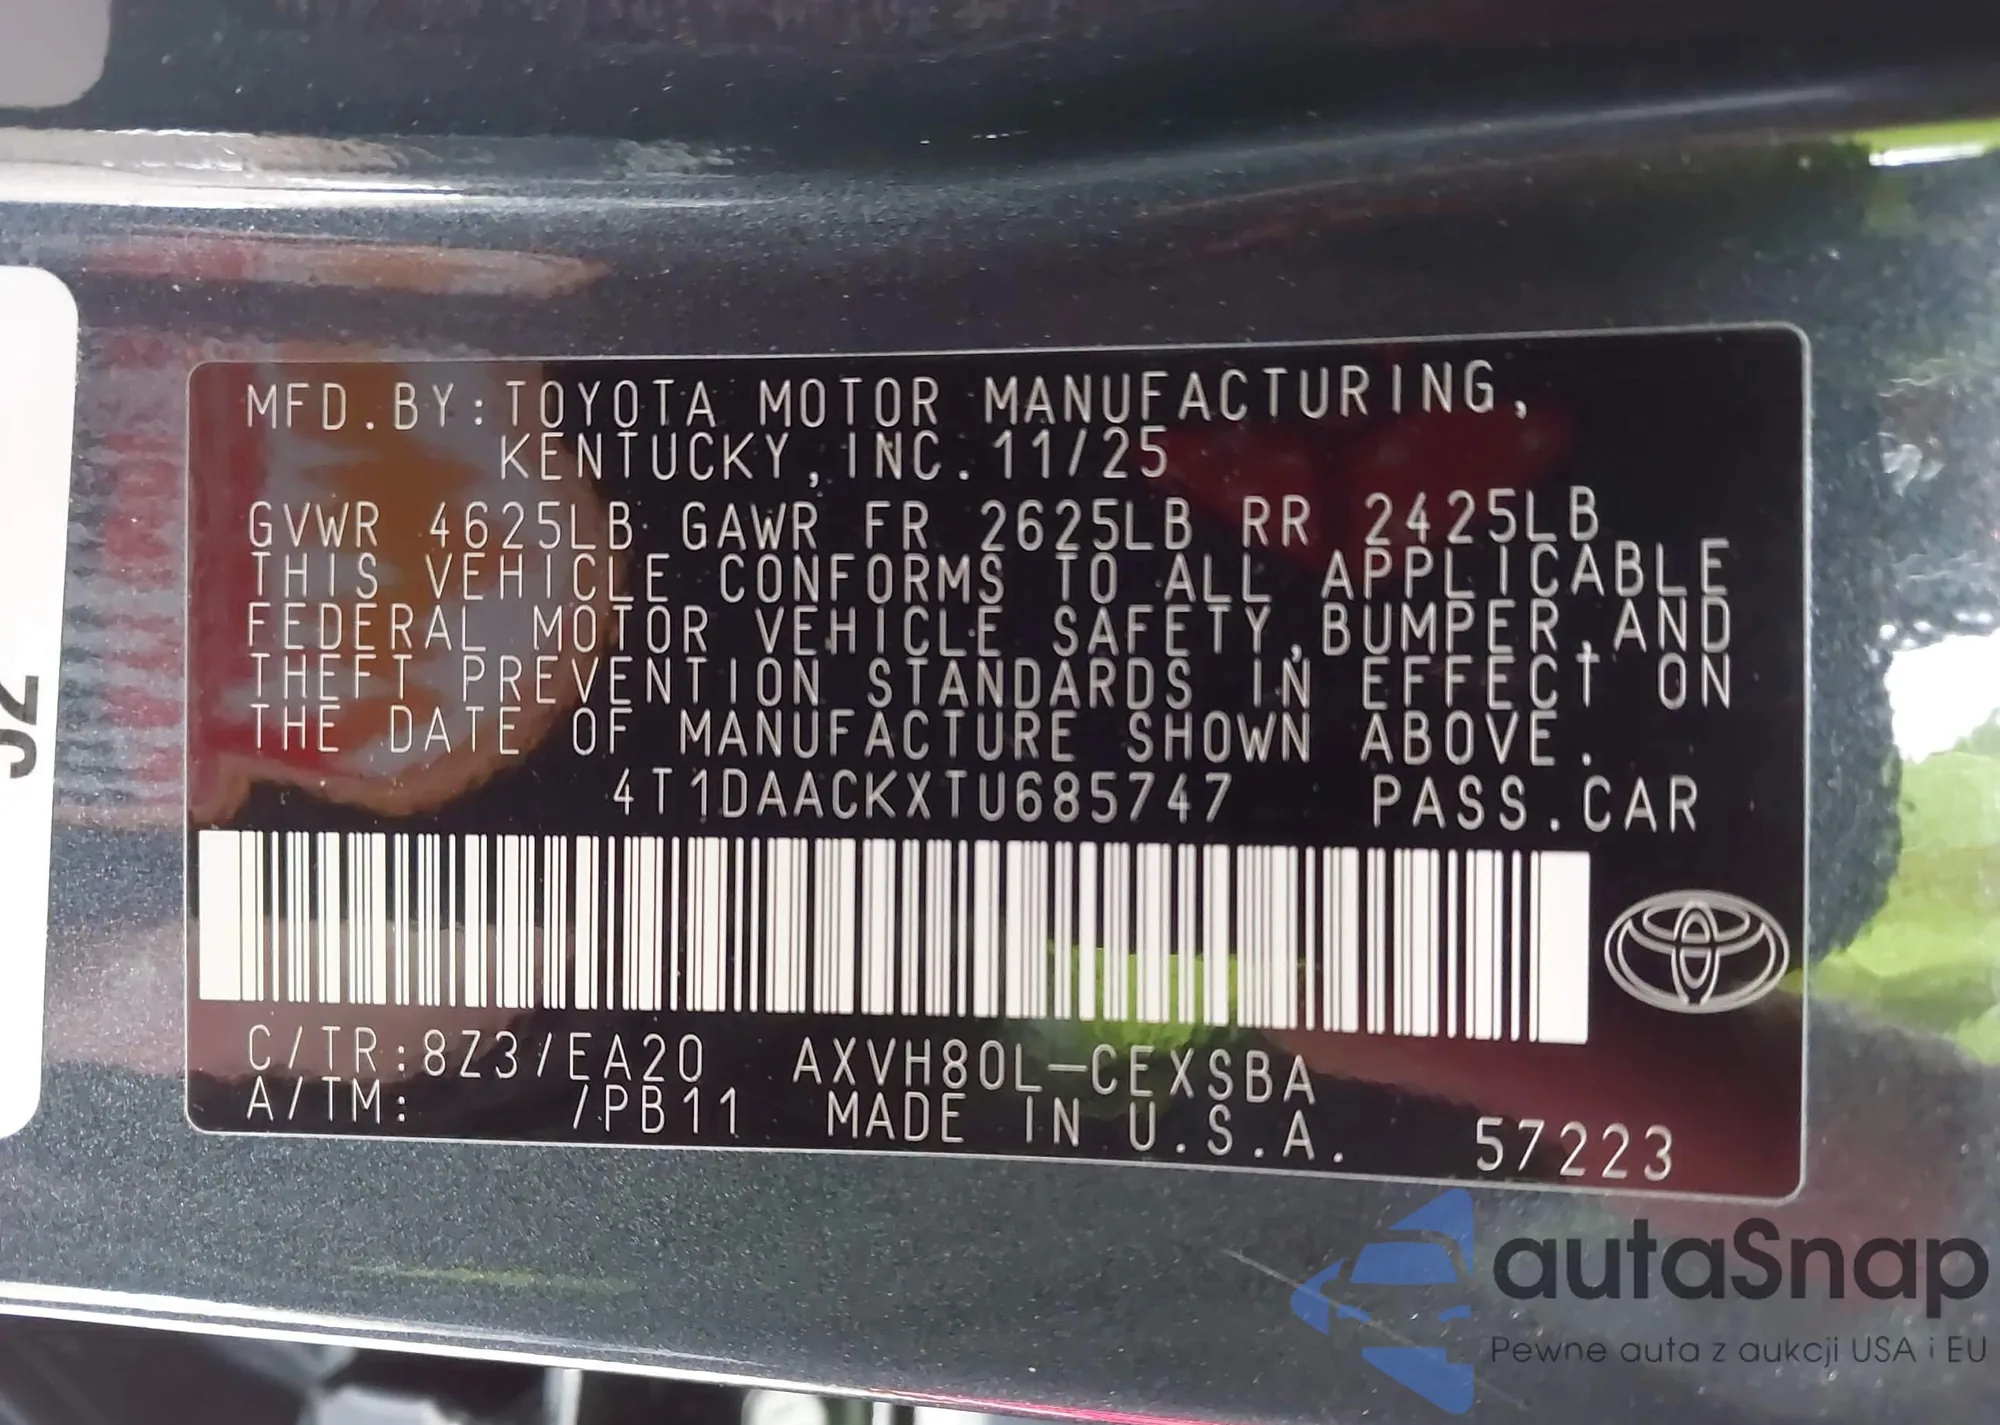 MFD.BY:TOYOTA MOTOR MANUFACTURING,
KENTUCKY,INC.11/25
GVWR 4625LB GAWR FR 2625LB RR 2425LB
THIS VEHICLE CONFORMS TO ALL APPLICABLE
FEDERAL MOTOR VEHICLE SAFETY,BUMPER,AND
THEFT PREVENTION STANDARDS IN EFFECT ON
THE DATE OF MANUFACTURE SHOWN ABOVE.
4T1DAACKXTU685747 PASS.CAR
C/TR:8Z3/EA20 AXVH80L-CEXSBA
A/TM: /PB11 MADE IN U.S.A. 57223
autaSnap
Pewne auta z aukcji USA i EU